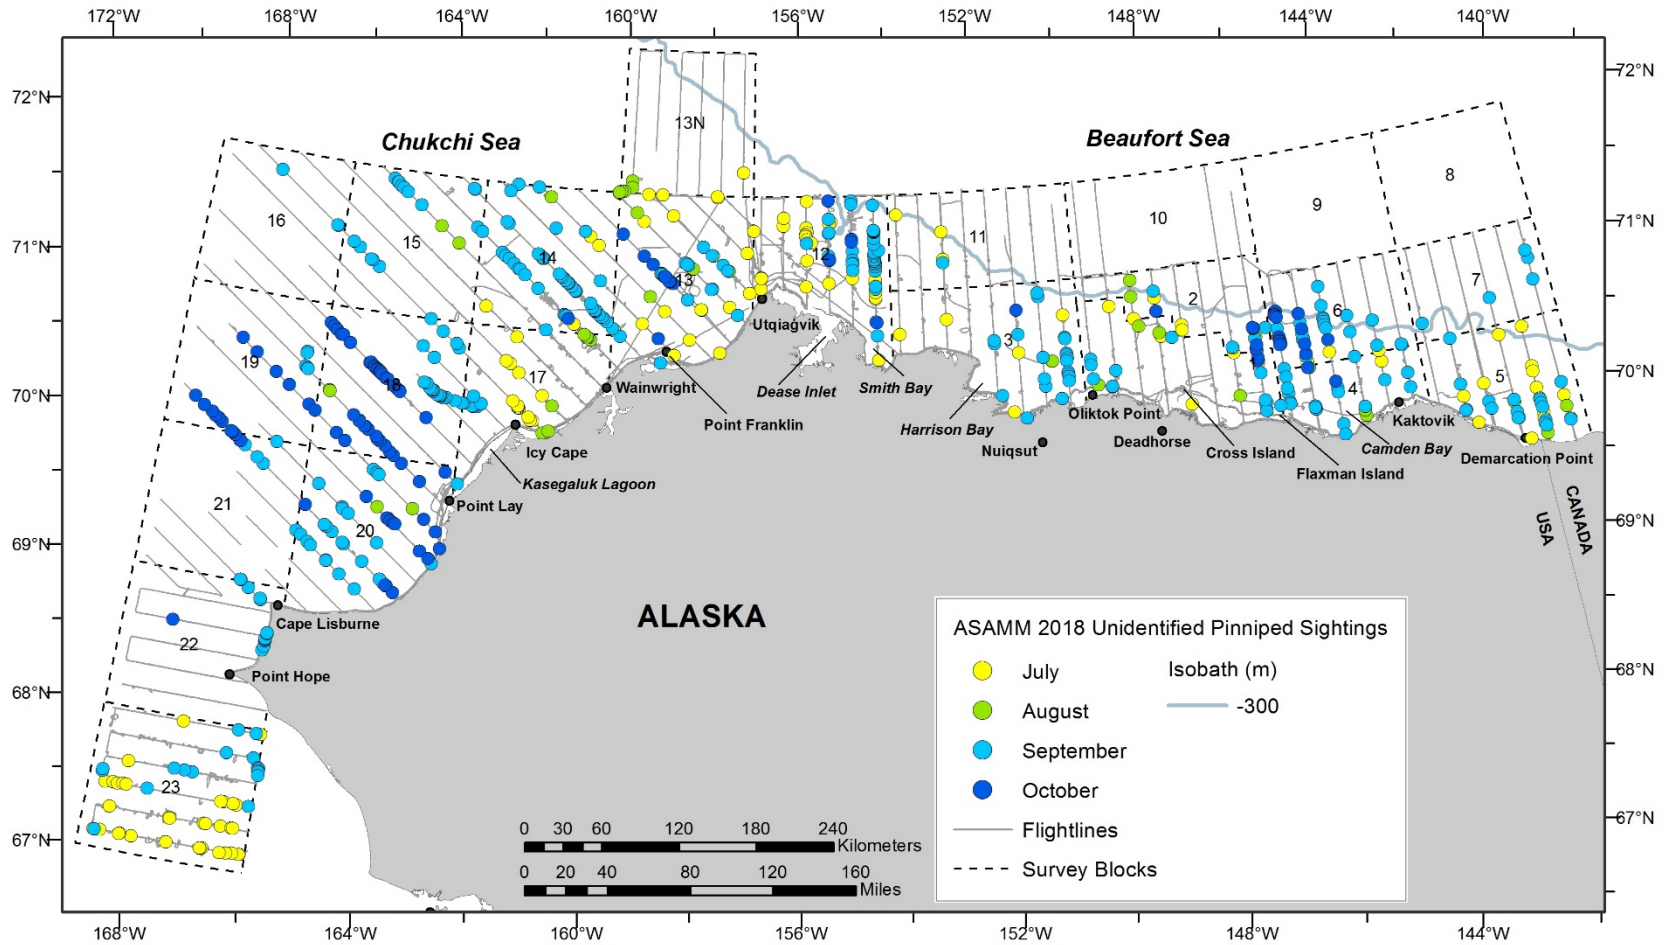 172°W 168°W 164°W 160°W 156°W 152°W 148°W 144°W 140°W
72°N 72°N
13N
Chukchi Sea
Beaufort Sea
8
16
15
11
10
9
71°N 71°N
14
12
13
7
2
6
Utqiaġvik
19
18
17
3
4
5
70°N 70°N
Wainwright
Dease Inlet
Smith Bay
Point Franklin
Harrison Bay
Oliktok Point
Kaktovik
Nuiqsut
Deadhorse
Cross Island
Camden Bay
Flaxman Island
Demarcation Point
Icy Cape
Kasegaluk Lagoon
Point Lay
21
20
CANADA
USA
69°N 69°N
Cape Lisburne
22
ALASKA
Point Hope
68°N 68°N
23
67°N 67°N
ASAMM 2018 Unidentified Pinniped Sightings
July
August
September
October
Flightlines
Survey Blocks
Isobath (m)
-300
0 30 60 120 180 240
Kilometers
0 20 40 80 120 160
Miles
168°W 164°W 160°W 156°W 152°W 148°W 144°W 140°W